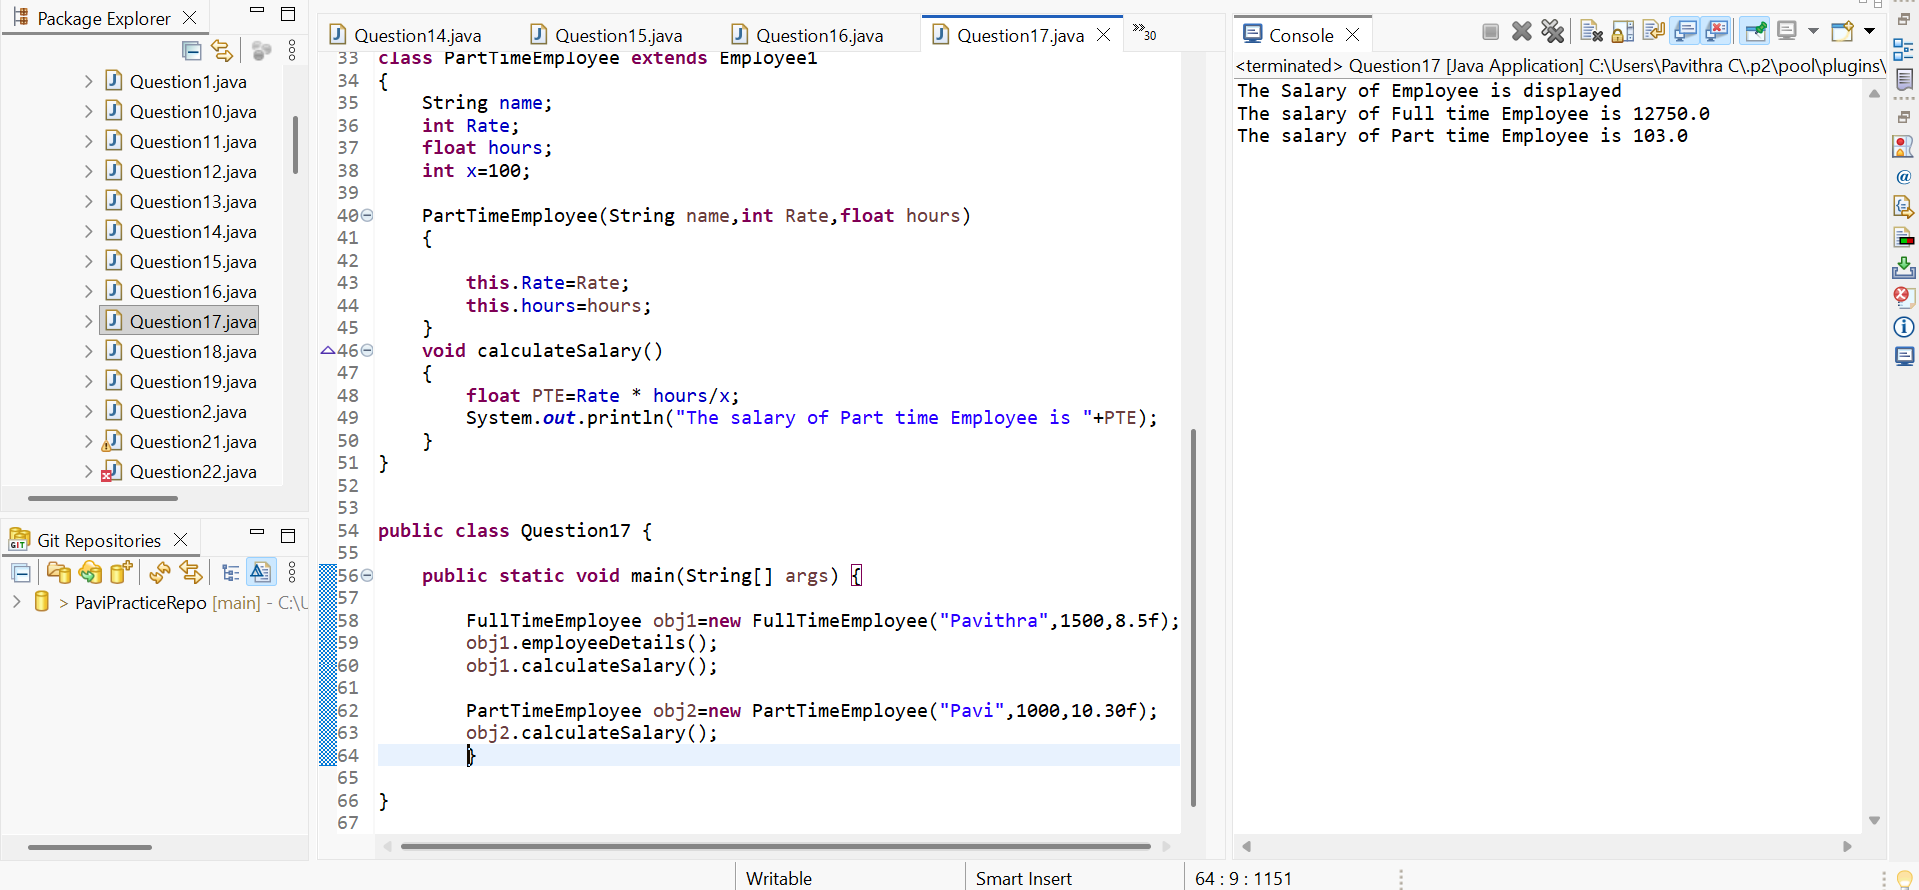 Package Explorer
Question1.java
Question10.java
Question11.java
Question12.java
Question13.java
Question14.java
Question15.java
Question16.java
Question17.java
Question18.java
Question19.java
Question2.java
Question21.java
Question22.java
Git Repositories
> PaviPracticeRepo [main] - C:\U
Question14.java Question15.java Question16.java Question17.java »30
33 class PartTimeEmployee extends Employee1
34 {
35 String name;
36 int Rate;
37 float hours;
38 int x=100;
39
40 PartTimeEmployee(String name,int Rate,float hours)
41 {
42
43 this.Rate=Rate;
44 this.hours=hours;
45 }
46 void calculateSalary()
47 {
48 float PTE=Rate * hours/x;
49 System.out.println("The salary of Part time Employee is "+PTE);
50 }
51 }
52
53
54 public class Question17 {
55
56 public static void main(String[] args) {
57
58 FullTimeEmployee obj1=new FullTimeEmployee("Pavithra",1500,8.5f);
59 obj1.employeeDetails();
60 obj1.calculateSalary();
61
62 PartTimeEmployee obj2=new PartTimeEmployee("Pavi",1000,10.30f);
63 obj2.calculateSalary();
64 }
65
66 }
67
Console
<terminated> Question17 [Java Application] C:\Users\Pavithra C\.p2\pool\plugins\
The Salary of Employee is displayed
The salary of Full time Employee is 12750.0
The salary of Part time Employee is 103.0
Writable Smart Insert 64 : 9 : 1151